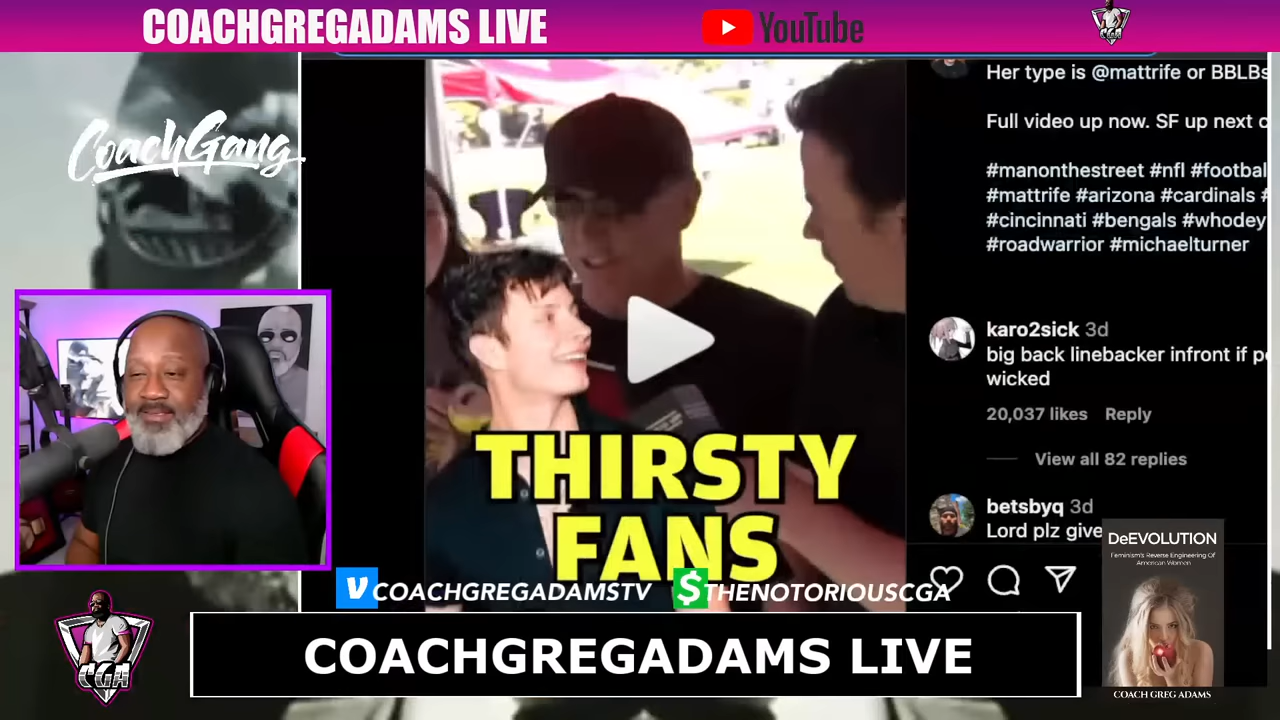 COACHGREGADAMS LIVE
YouTube
CoachGang
Her type is @mattrife or BBLBs
Full video up now. SF up next
#manonthestreet #nfl #footbal
#mattrife #arizona #cardinals #
#cincinnati #bengals #whodey
#roadwarrior #michaelturner
karo2sick 3d
big back linebacker infront if
wicked
20,037 likes Reply
View all 82 replies
betsbyq 3d
Lord plz give
THIRSTY
FANS
COACHGREGADAMSTV
$THENOTORIOUSCGA
DeEVOLUTION
Feminism's Reverse Engineering Of
American Women
COACH GREG ADAMS
CGA
COACHGREGADAMS LIVE